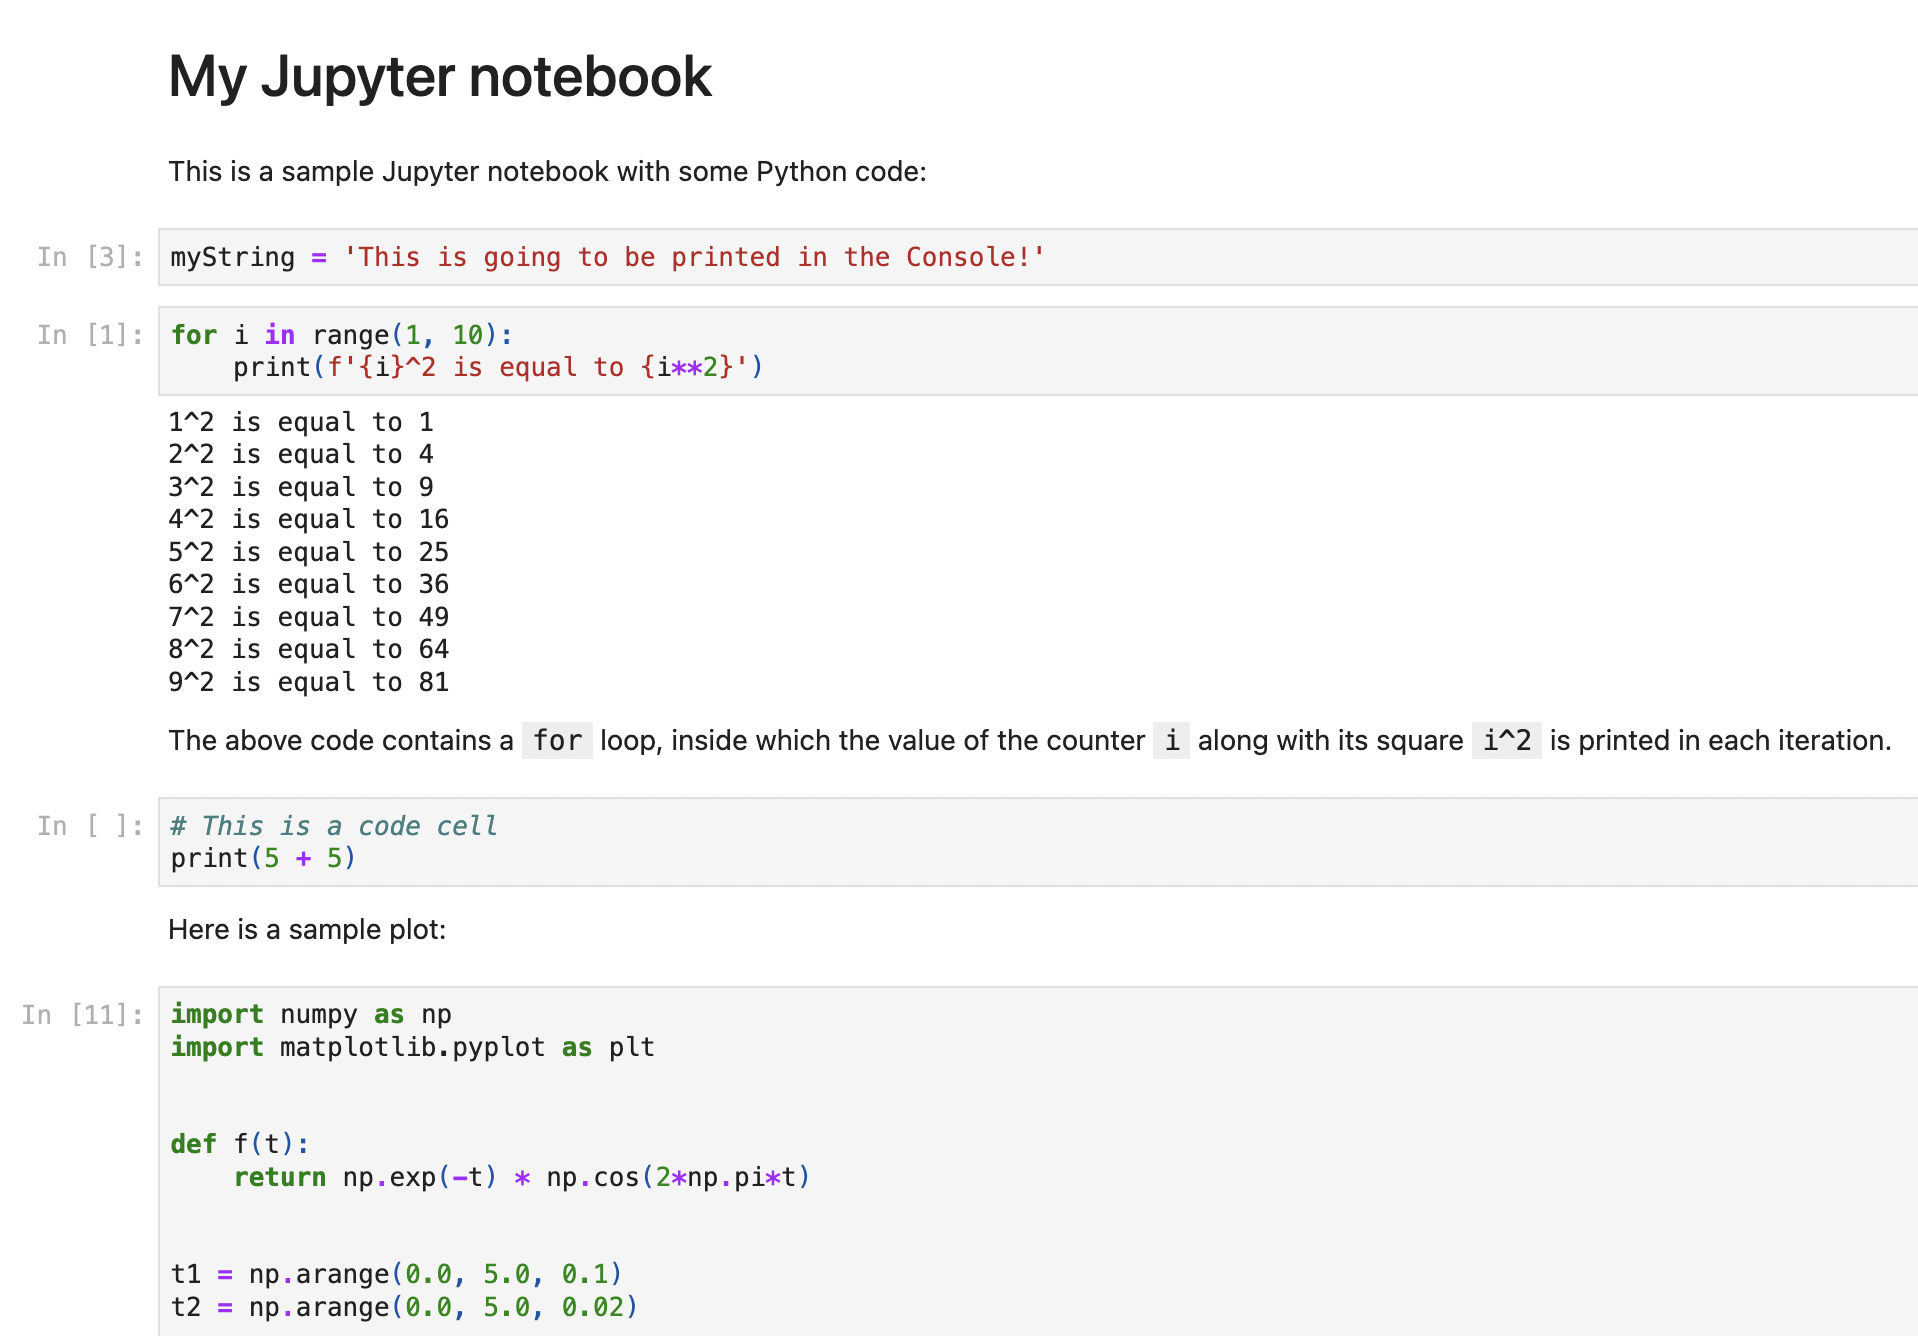 My Jupyter notebook
This is a sample Jupyter notebook with some Python code:
In [3]: myString = 'This is going to be printed in the Console!'
In [1]: for i in range(1, 10):
    print(f'{i}^2 is equal to {i**2}')
1^2 is equal to 1
2^2 is equal to 4
3^2 is equal to 9
4^2 is equal to 16
5^2 is equal to 25
6^2 is equal to 36
7^2 is equal to 49
8^2 is equal to 64
9^2 is equal to 81
The above code contains a for loop, inside which the value of the counter i along with its square i^2 is printed in each iteration.
In [ ]: # This is a code cell
print(5 + 5)
Here is a sample plot:
In [11]: import numpy as np
import matplotlib.pyplot as plt
def f(t):
    return np.exp(-t) * np.cos(2*np.pi*t)
t1 = np.arange(0.0, 5.0, 0.1)
t2 = np.arange(0.0, 5.0, 0.02)